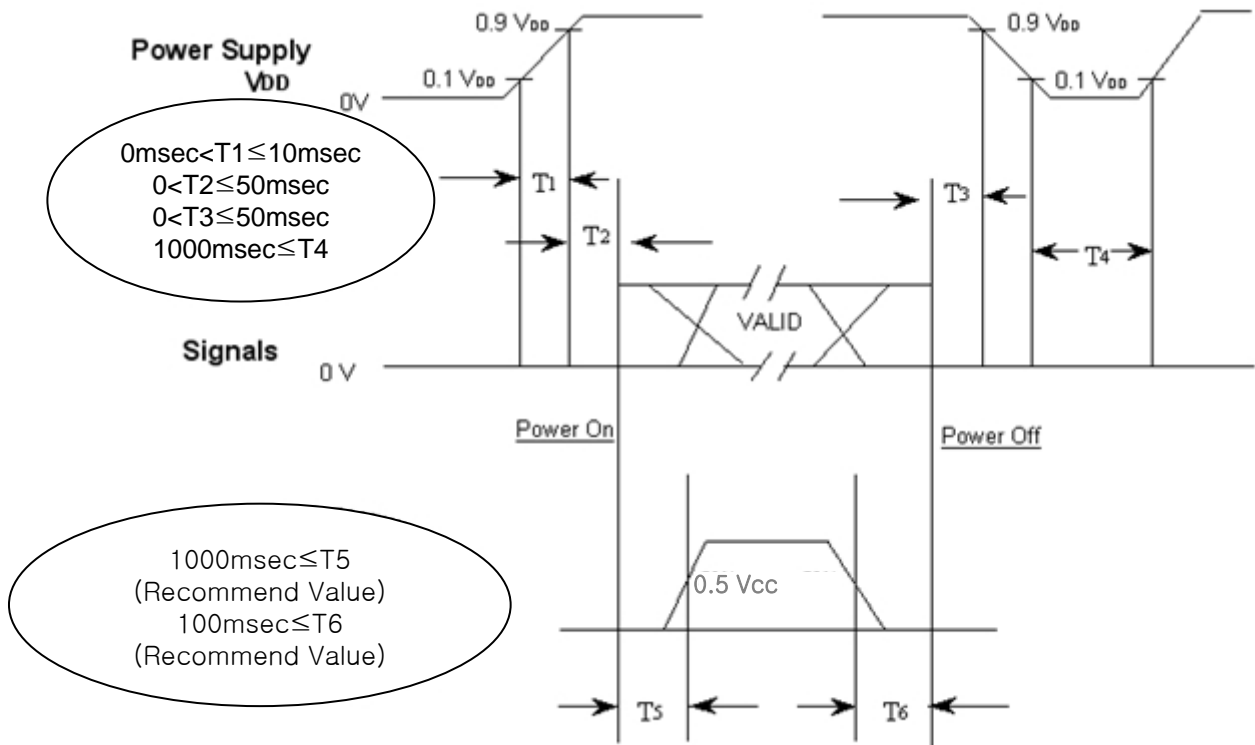 0.9 VDD
0.9 VDD
Power Supply
VDD
0.1 VDD
0.1 VDD
0V
0msec<T1≤10msec
0<T2≤50msec
0<T3≤50msec
1000msec≤T4
T1
T3
T2
T4
VALID
Signals
0 V
Power On
Power Off
1000msec≤T5
(Recommend Value)
100msec≤T6
(Recommend Value)
0.5 Vcc
T5
T6